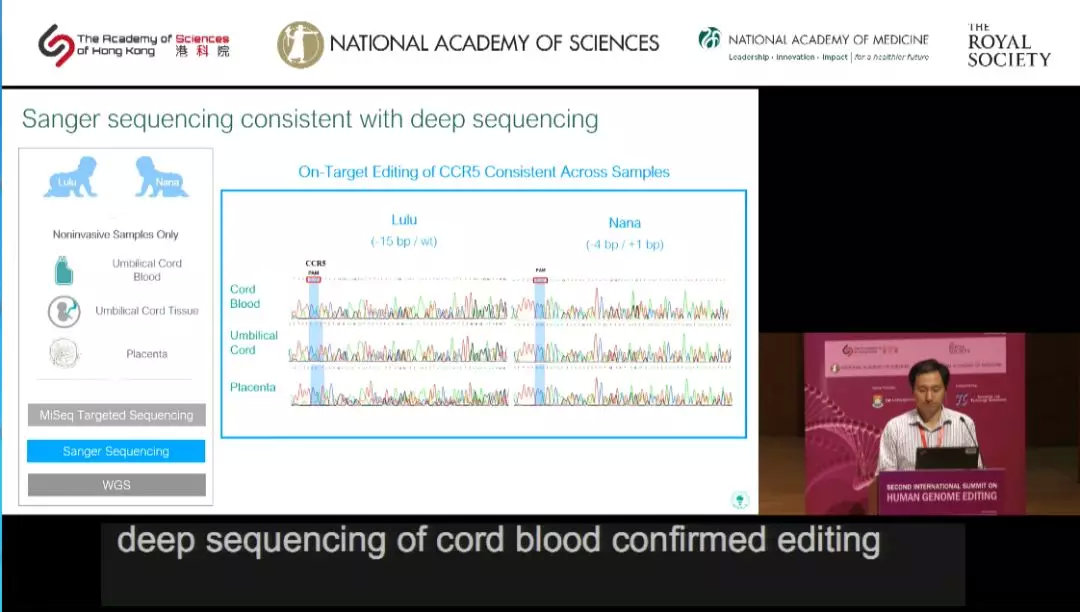 The Academy of Sciences
of Hong Kong 港科院
NATIONAL ACADEMY OF SCIENCES
NATIONAL ACADEMY OF MEDICINE
Leadership · Innovation · Impact | for a healthier future
THE
ROYAL
SOCIETY
Sanger sequencing consistent with deep sequencing
Lulu
Nana
Noninvasive Samples Only
Umbilical Cord
Blood
Umbilical Cord Tissue
Placenta
MiSeq Targeted Sequencing
Sanger Sequencing
WGS
On-Target Editing of CCR5 Consistent Across Samples
Lulu
(-15 bp / wt)
Nana
(-4 bp / +1 bp)
CCR5
PAM
PAM
Cord
Blood
Umbilical
Cord
Placenta
SECOND INTERNATIONAL SUMMIT ON
HUMAN GENOME EDITING
deep sequencing of cord blood confirmed editing